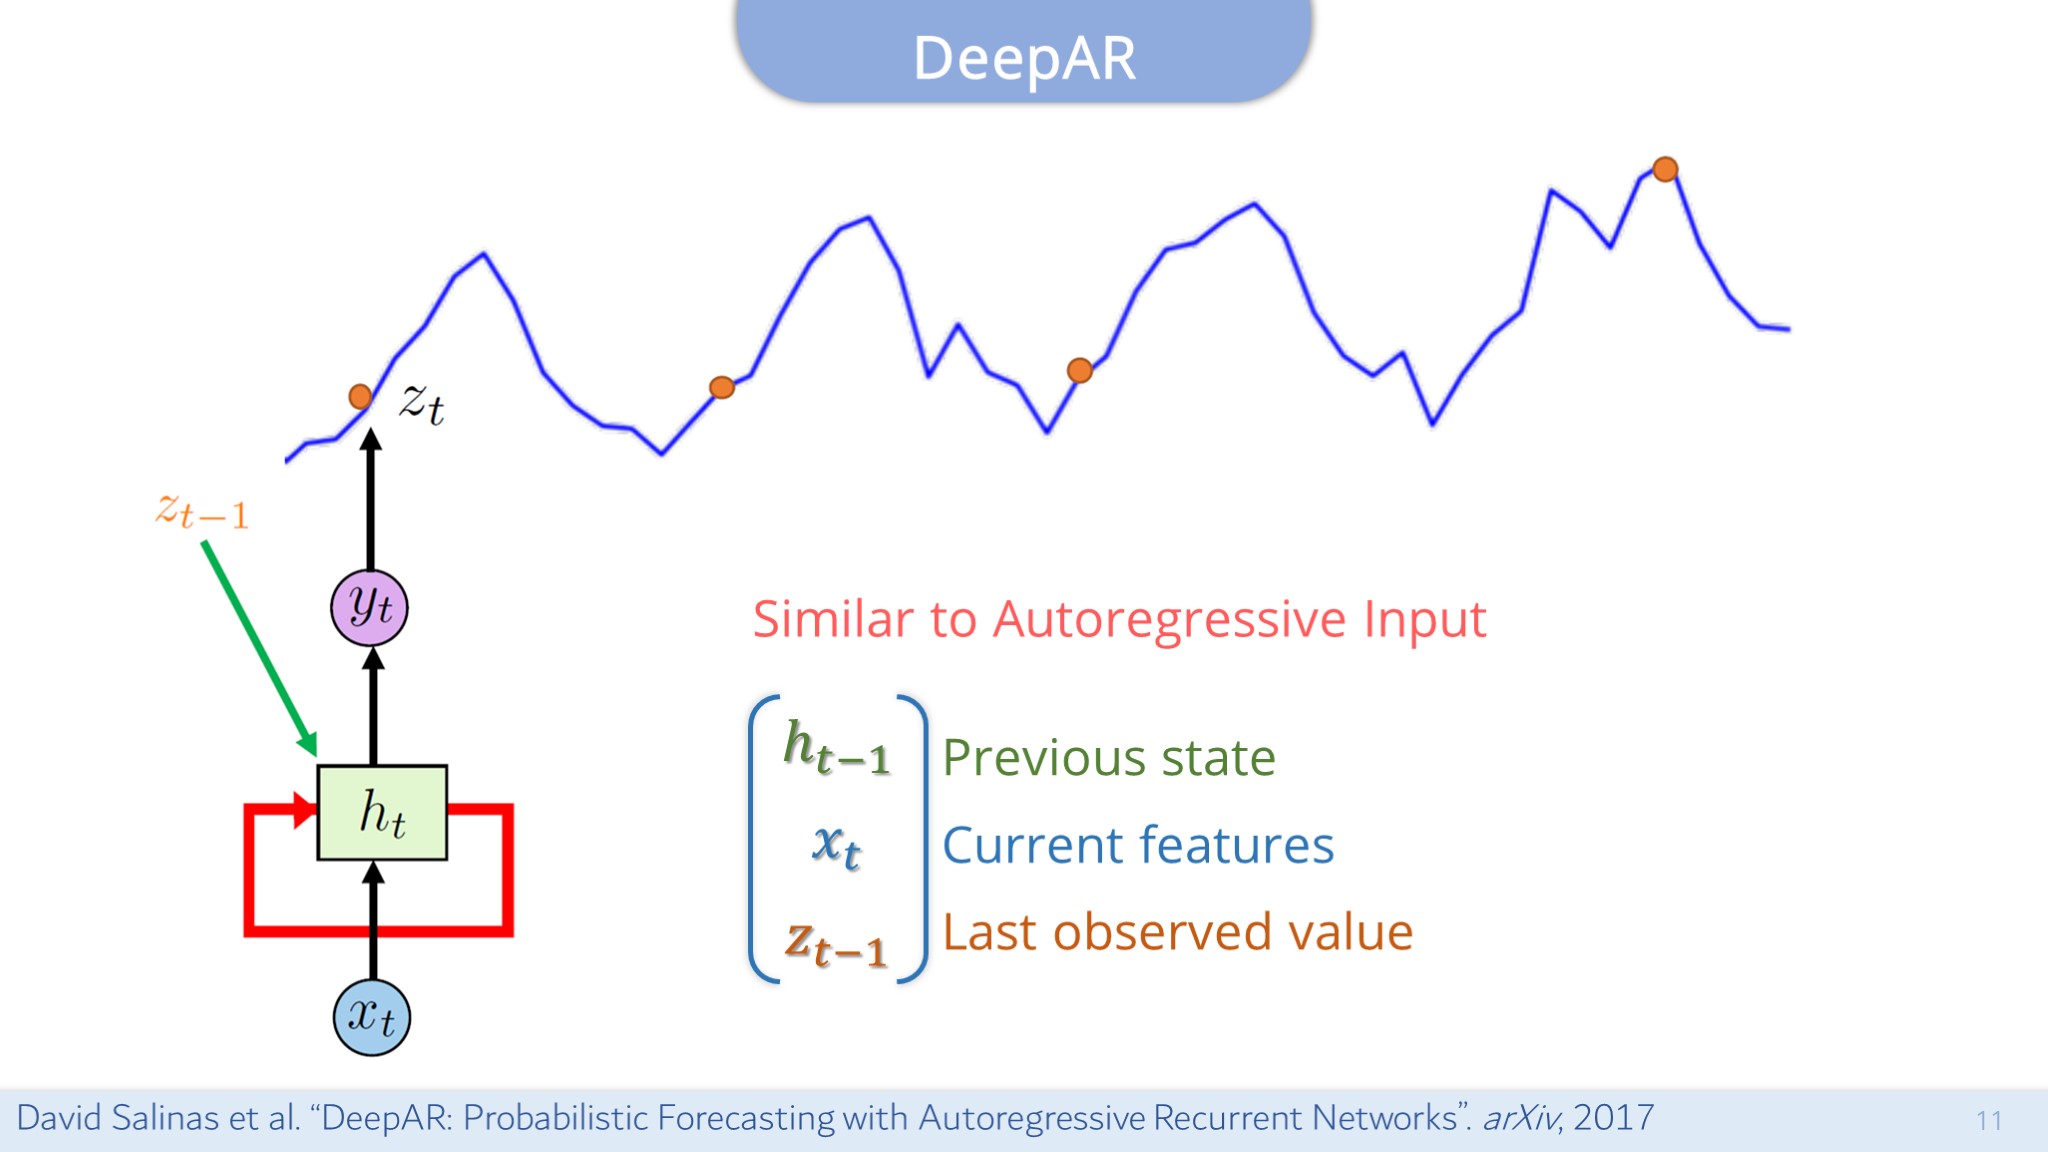 DeepAR
z_t
z_{t-1}
y_t
Similar to Autoregressive Input
h_{t-1} Previous state
h_t
x_t Current features
z_{t-1} Last observed value
x_t
David Salinas et al. “DeepAR: Probabilistic Forecasting with Autoregressive Recurrent Networks”. arXiv, 2017
11